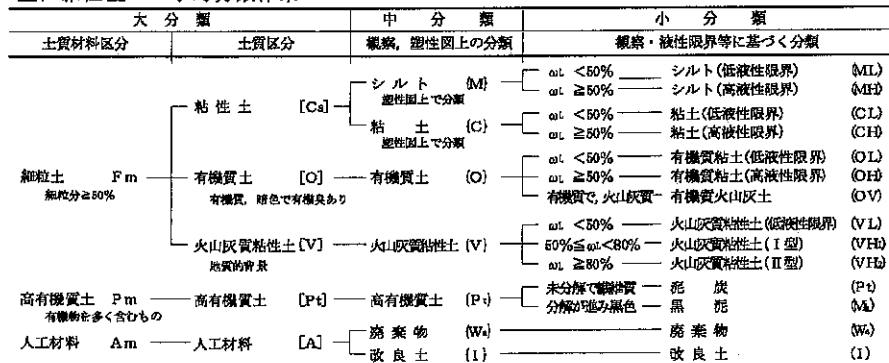 大分類 中分類 小分類
土質材料区分 土質区分 観察，塑性図上の分類 観察・液性限界等に基づく分類
ωL <50% シルト(低液性限界) (ML)
シルト {M}
塑性図上で分類
ωL ≧50% シルト(高液性限界) (MH)
粘性土 [Cs]
ωL <50% 粘土(低液性限界) (CL)
粘土 {C}
塑性図上で分類
ωL ≧50% 粘土(高液性限界) (CH)
ωL <50% 有機質粘土(低液性限界) (OL)
細粒土 Fm 有機質土 [O] 有機質土 {O} ωL ≧50% 有機質粘土(高液性限界) (OH)
細粒分≧50% 有機質，暗色で有機臭あり
有機質で，火山灰質 有機質火山灰土 (OV)
ωL <50% 火山灰質粘性土(低液性限界) (VL)
火山灰質粘性土 [V] 火山灰質粘性土 {V} 50%≦ωL<80% 火山灰質粘性土(Ⅰ型) (VH₁)
地質的背景
ωL ≧80% 火山灰質粘性土(Ⅱ型) (VH₂)
未分解で繊維質 泥炭 (Pt)
高有機質土 Pm 高有機質土 [Pt] 高有機質土 {Pt}
有機物を多く含むもの
分解が進み黒色 黒泥 (Mk)
廃棄物 {Wa} 廃棄物 (Wa)
人工材料 Am 人工材料 [A]
改良土 {I} 改良土 (I)